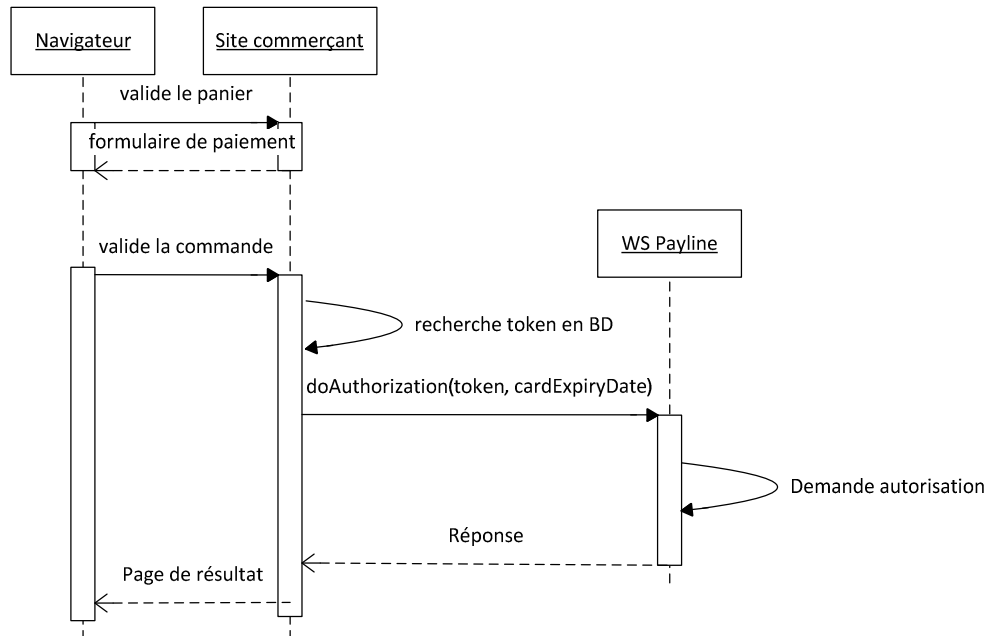 Navigateur
Site commerçant
valide le panier
formulaire de paiement
WS Payline
valide la commande
recherche token en BD
doAuthorization(token, cardExpiryDate)
Demande autorisation
Réponse
Page de résultat